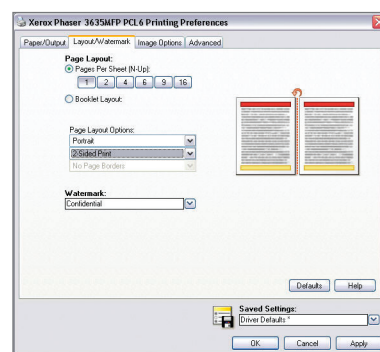 Xerox Phaser 3635MFP PCL6 Printing Preferences
Paper/Output Layout/Watermark Image Options Advanced
Page Layout:
Pages Per Sheet (N-Up):
1 2 4 6 9 16
Booklet Layout:
Page Layout Options:
Portrait
2-Sided Print
No Page Borders
Watermark:
Confidential
Defaults Help
Saved Settings:
Driver Defaults *
OK Cancel Apply